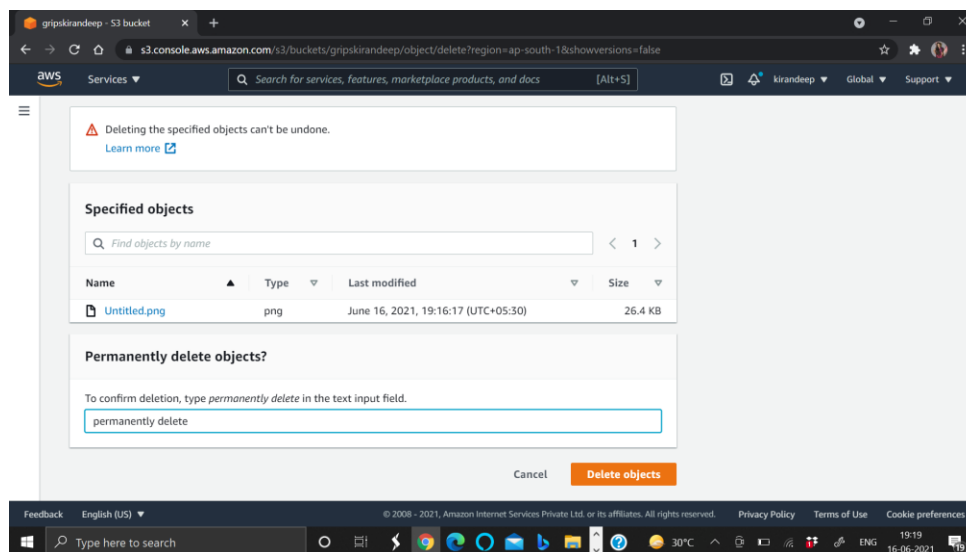 gripskirandeep - S3 bucket
s3.console.aws.amazon.com/s3/buckets/gripskirandeep/object/delete?region=ap-south-1&showversions=false
aws Services Search for services, features, marketplace products, and docs [Alt+S] kirandeep Global Support
Deleting the specified objects can't be undone.
Learn more
Specified objects
Find objects by name 1
Name Type Last modified Size
Untitled.png png June 16, 2021, 19:16:17 (UTC+05:30) 26.4 KB
Permanently delete objects?
To confirm deletion, type permanently delete in the text input field.
permanently delete
Cancel Delete objects
Feedback English (US) © 2008 - 2021, Amazon Internet Services Private Ltd. or its affiliates. All rights reserved. Privacy Policy Terms of Use Cookie preferences
Type here to search 30°C ENG 19:19
16-06-2021 19